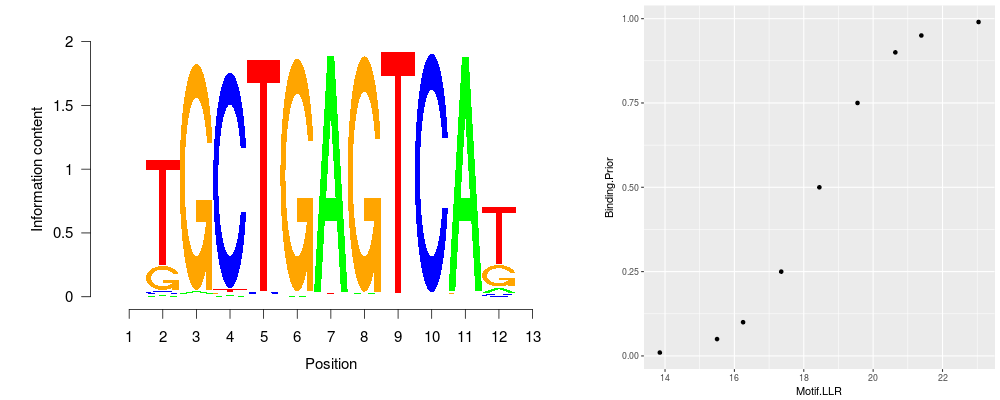 2
1.5
1
0.5
0
Information content
TGCTGAGTCAT
G G
1 2 3 4 5 6 7 8 9 10 11 12 13
Position
1.00
0.75
0.50
0.25
0.00
Binding.Prior
14 16 18 20 22
Motif.LLR